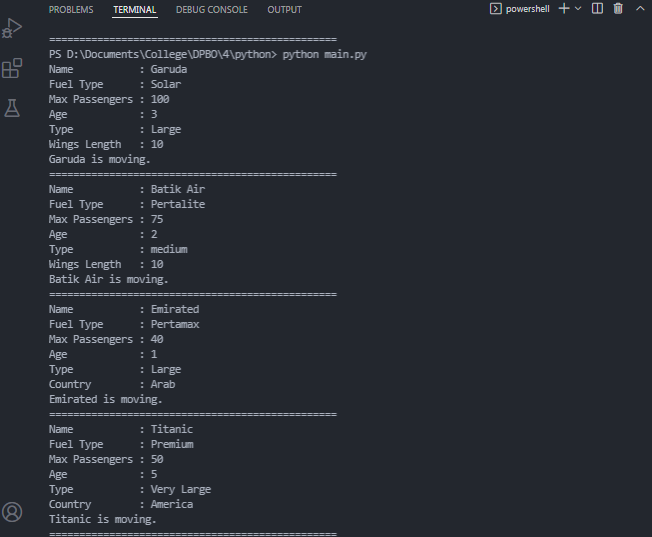 PROBLEMS TERMINAL DEBUG CONSOLE OUTPUT powershell
================================================
PS D:\Documents\College\DPBO\4\python> python main.py
Name : Garuda
Fuel Type : Solar
Max Passengers : 100
Age : 3
Type : Large
Wings Length : 10
Garuda is moving.
================================================
Name : Batik Air
Fuel Type : Pertalite
Max Passengers : 75
Age : 2
Type : medium
Wings Length : 10
Batik Air is moving.
================================================
Name : Emirated
Fuel Type : Pertamax
Max Passengers : 40
Age : 1
Type : Large
Country : Arab
Emirated is moving.
================================================
Name : Titanic
Fuel Type : Premium
Max Passengers : 50
Age : 5
Type : Very Large
Country : America
Titanic is moving.
================================================